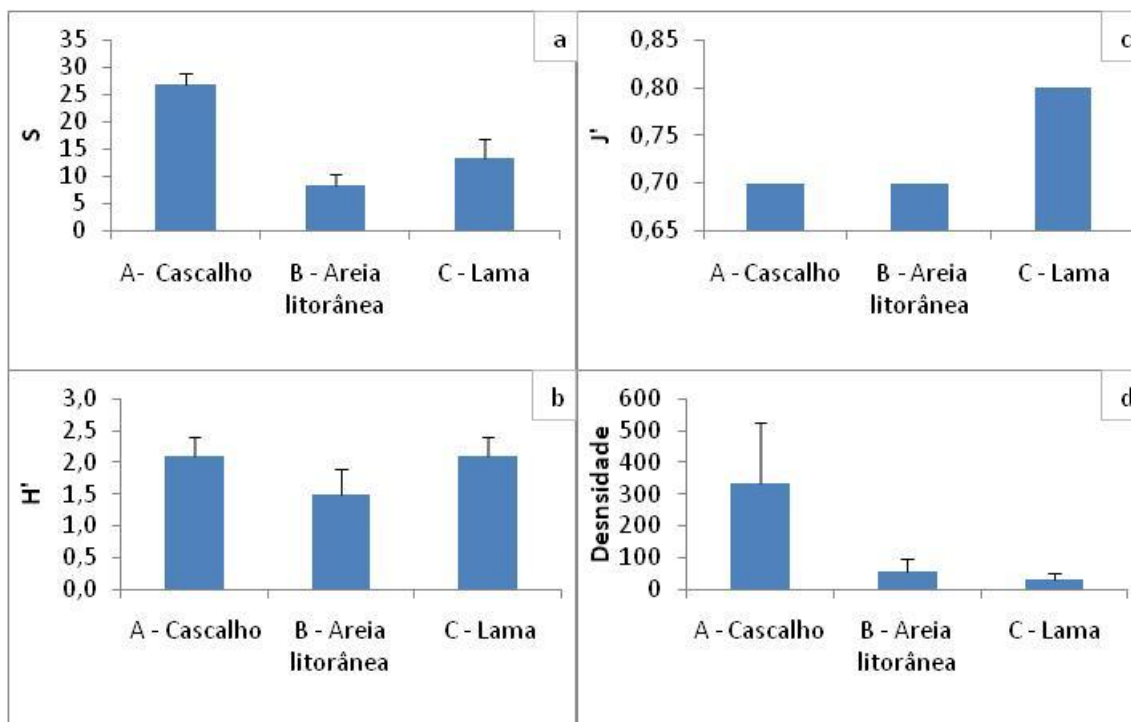 a
S
35
30
25
20
15
10
5
0
A- Cascalho
B - Areia
litorânea
C - Lama
c
J'
0,85
0,80
0,75
0,70
0,65
A - Cascalho
B - Areia
litorânea
C - Lama
b
H'
3,0
2,5
2,0
1,5
1,0
0,5
0,0
A - Cascalho
B - Areia
litorânea
C - Lama
d
Desnsidade
600
500
400
300
200
100
0
A - Cascalho
B - Areia
litorânea
C - Lama